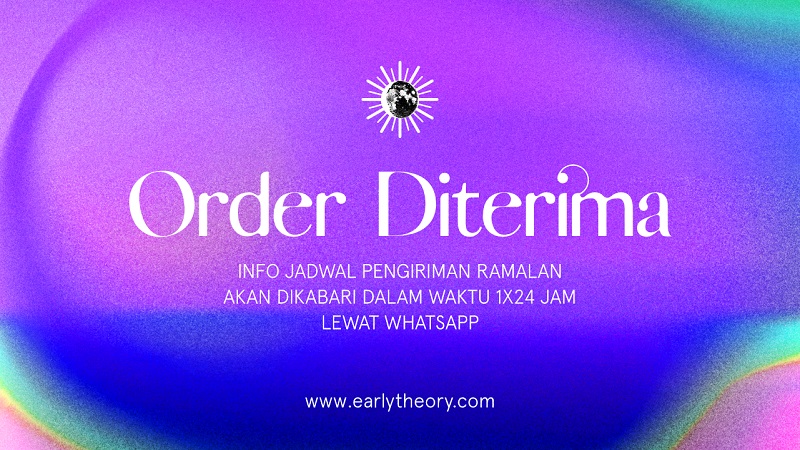 Order Diterima
INFO JADWAL PENGIRIMAN RAMALAN
AKAN DIKABARI DALAM WAKTU 1X24 JAM
LEWAT WHATSAPP
www.earlytheory.com